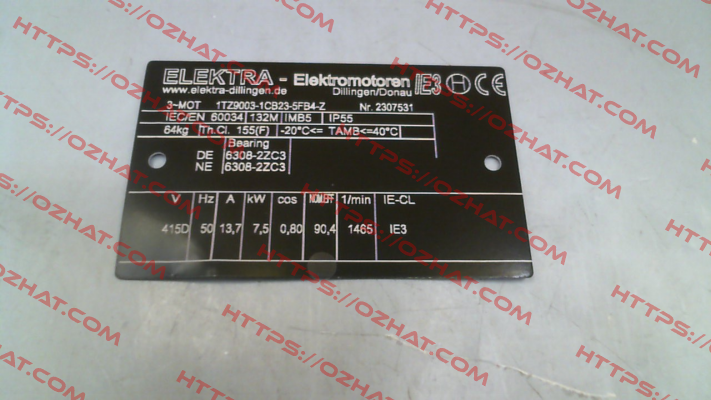 ELEKTRA - Elektromotoren IE3 CE
www.elektra-dillingen.de Dillingen/Donau
3~MOT 1TZ9003-1CB23-5FB4-Z Nr. 2307531
IEC/EN 60034 132M IMB5 IP55
64kg Th.Cl. 155(F) -20°C<= TAMB<=40°C
Bearing
DE 6308-2ZC3
NE 6308-2ZC3
V Hz A kW cos NOM.EFF 1/min IE-CL
415D 50 13,7 7,5 0,80 90,4 1465 IE3
HTTPS://OZHAT.COM